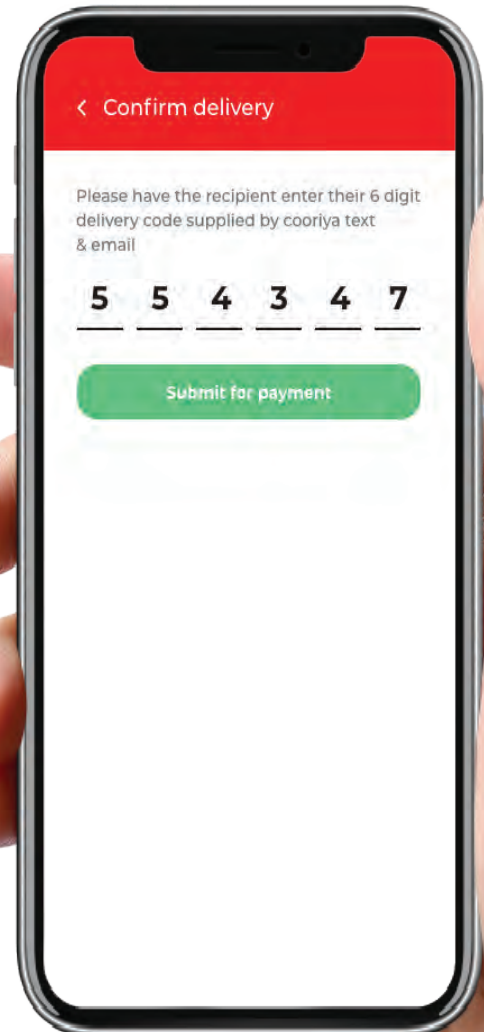 Confirm delivery
Please have the recipient enter their 6 digit
delivery code supplied by cooriya text
& email
5 5 4 3 4 7
Submit for payment